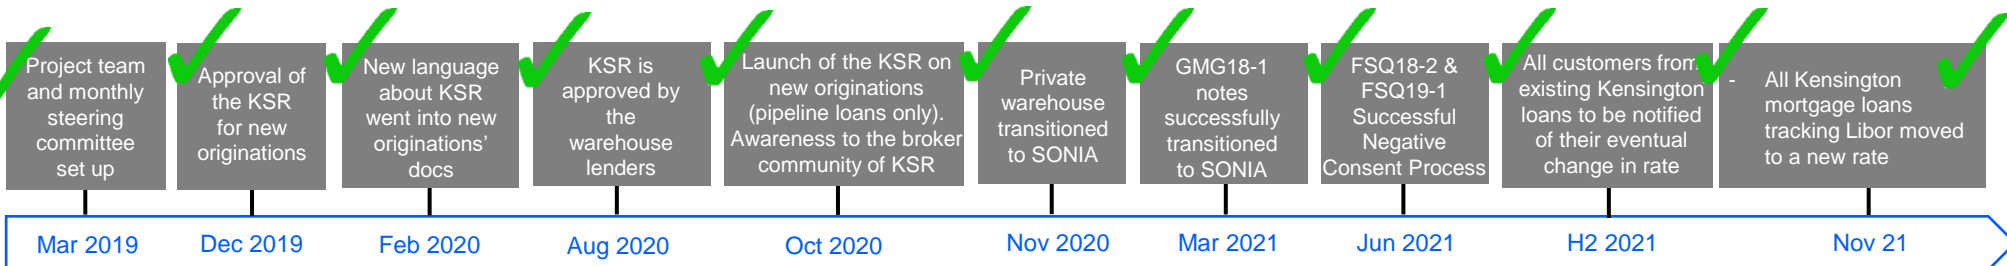 Project team
and monthly
steering
committee
set up
Approval of
the KSR
for new
originations
New language
about KSR
went into new
originations’
docs
KSR is
approved by
the
warehouse
lenders
Launch of the KSR on
new originations
(pipeline loans only).
Awareness to the broker
community of KSR
Private
warehouse
transitioned
to SONIA
GMG18-1
notes
successfully
transitioned
to SONIA
FSQ18-2 &
FSQ19-1
Successful
Negative
Consent Process
All customers from
existing Kensington
loans to be notified
of their eventual
change in rate
-
All Kensington
mortgage loans
tracking Libor moved
to a new rate
Mar 2019
Dec 2019
Feb 2020
Aug 2020
Oct 2020
Nov 2020
Mar 2021
Jun 2021
H2 2021
Nov 21